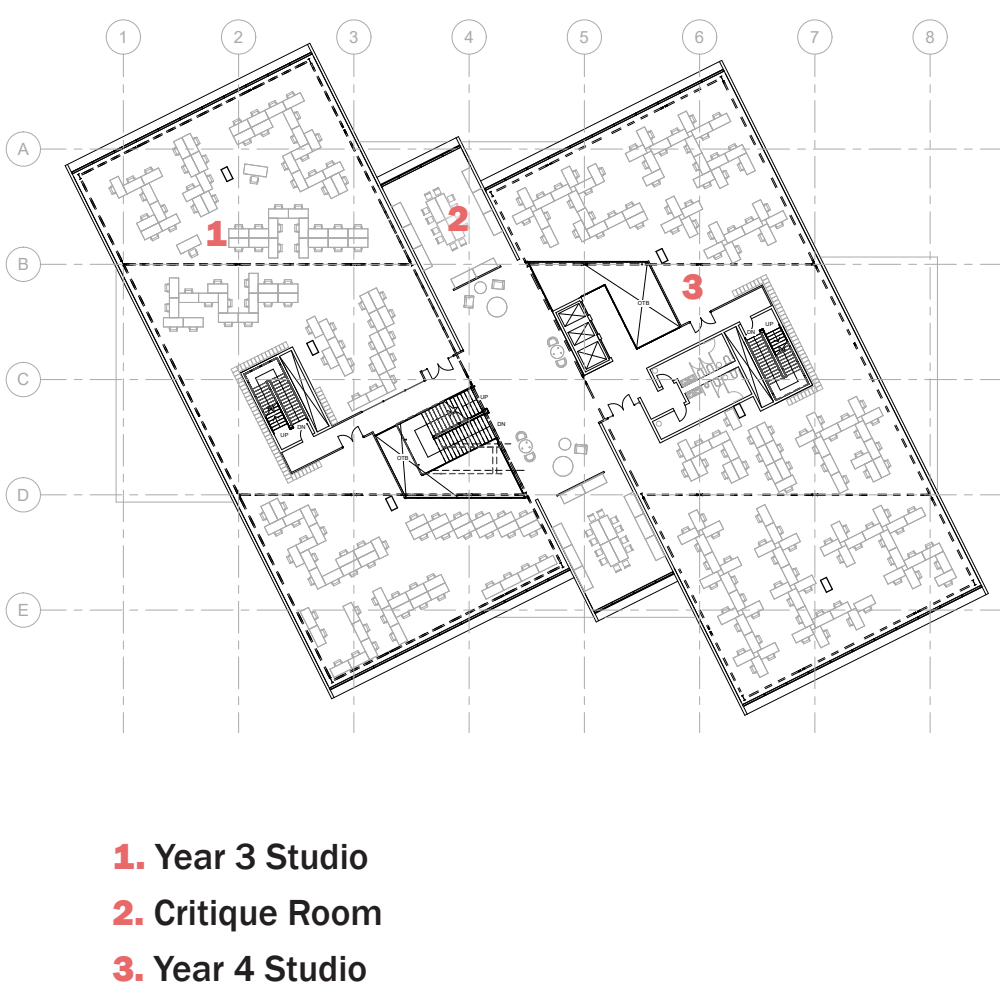 1 2 3 4 5 6 7 8
A
2
1
B
3
OTB
UP
DN
C
UP
DN
UP
DN
OTB
D
E
1. Year 3 Studio
2. Critique Room
3. Year 4 Studio